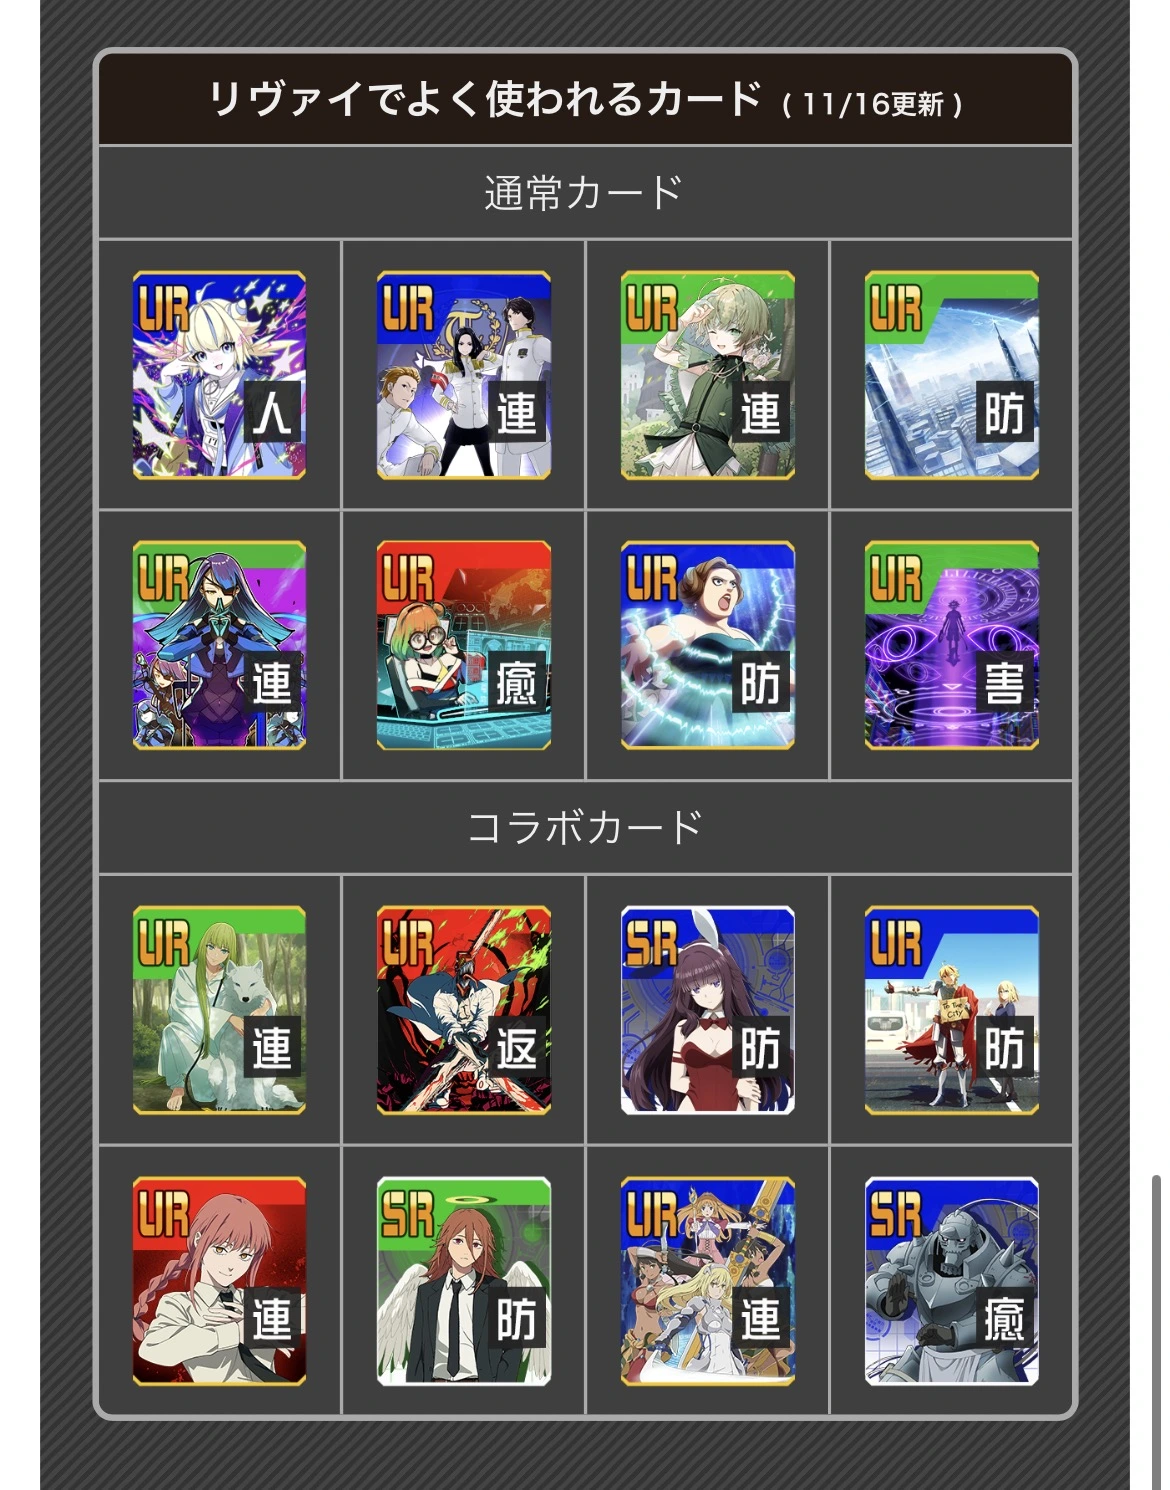 リヴァイでよく使われるカード ( 11/16更新 )
通常カード
UR 人
UR 連
UR 連
UR 防
UR 連
UR 癒
UR 防
UR 害
コラボカード
UR 連
UR 返
SR 防
UR To The City 防
UR 連
SR 防
UR 連
SR 癒